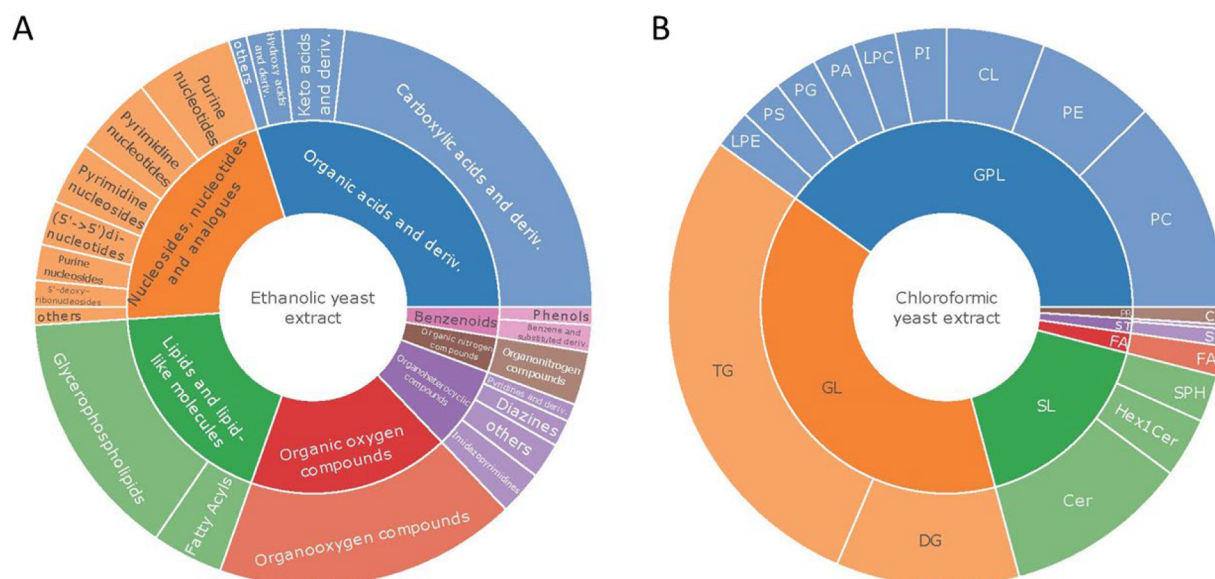 A
others
Hydroxy acids
and deriv.
Keto acids
and deriv.
Carboxylic acids and deriv.
Organic acids and deriv.
Purine
nucleotides
Pyrimidine
nucleotides
Pyrimidine
nucleosides
(5'->5')di-
nucleotides
Purine
nucleosides
5'-deoxy-
ribonucleosides
others
Nucleosides, nucleotides
and analogues
Ethanolic yeast
extract
Benzenoids
Phenols
Benzene and
substituted deriv.
Organic nitrogen
compounds
Organonitrogen
compounds
Organoheterocyclic
compounds
Pyridines and deriv.
Diazines
others
Imidazopyrimidines
Lipids and lipid-
like molecules
Glycerophospholipids
Fatty Acyls
Organic oxygen
compounds
Organooxygen compounds
B
LPE
PS
PG
PA
LPC
PI
CL
PE
PC
GPL
Chloroformic
yeast extract
PR
C
ST
S
FA
FA
TG
GL
DG
SL
SPH
Hex1Cer
Cer